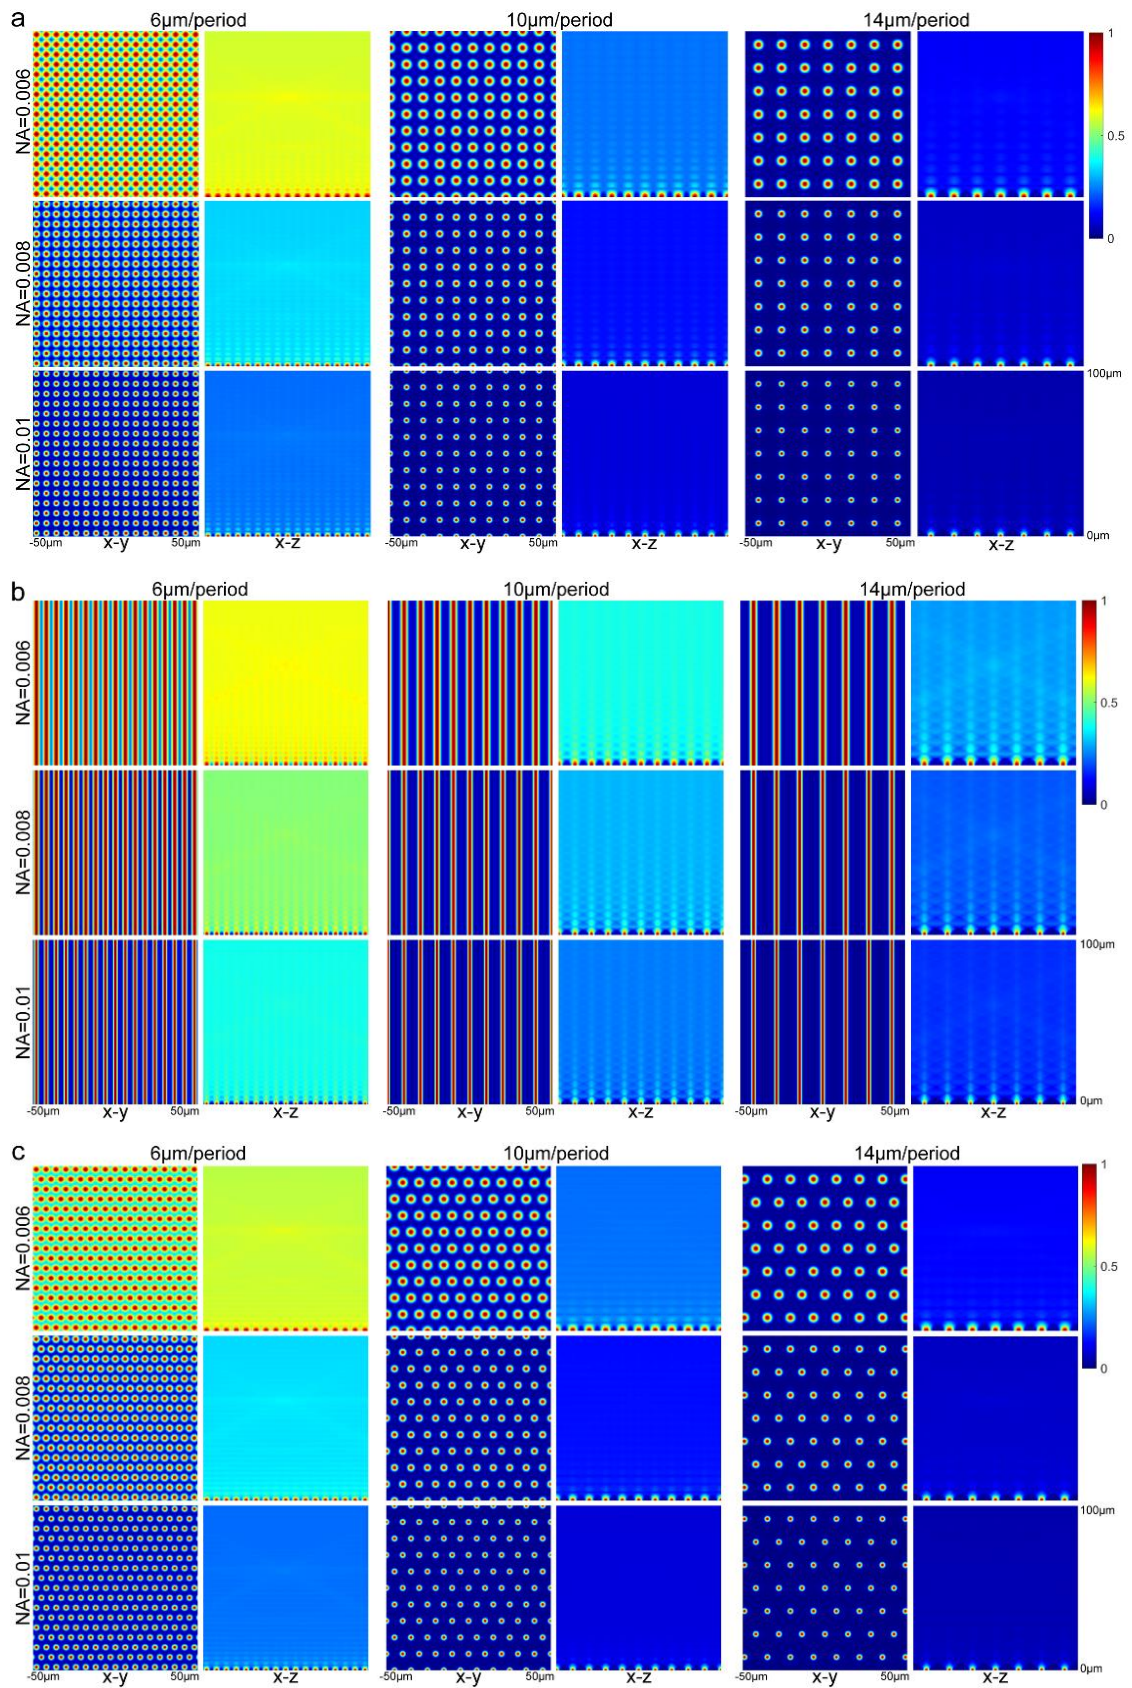 a
6μm/period 10μm/period 14μm/period
NA=0.006
1
0.5
0
NA=0.008
NA=0.01
100μm
0μm
-50μm x-y 50μm x-z -50μm x-y 50μm x-z -50μm x-y 50μm x-z
b
6μm/period 10μm/period 14μm/period
NA=0.006
1
0.5
0
NA=0.008
NA=0.01
100μm
0μm
-50μm x-y 50μm x-z -50μm x-y 50μm x-z -50μm x-y 50μm x-z
c
6μm/period 10μm/period 14μm/period
NA=0.006
1
0.5
0
NA=0.008
NA=0.01
100μm
0μm
-50μm x-y 50μm x-z -50μm x-y 50μm x-z -50μm x-y 50μm x-z